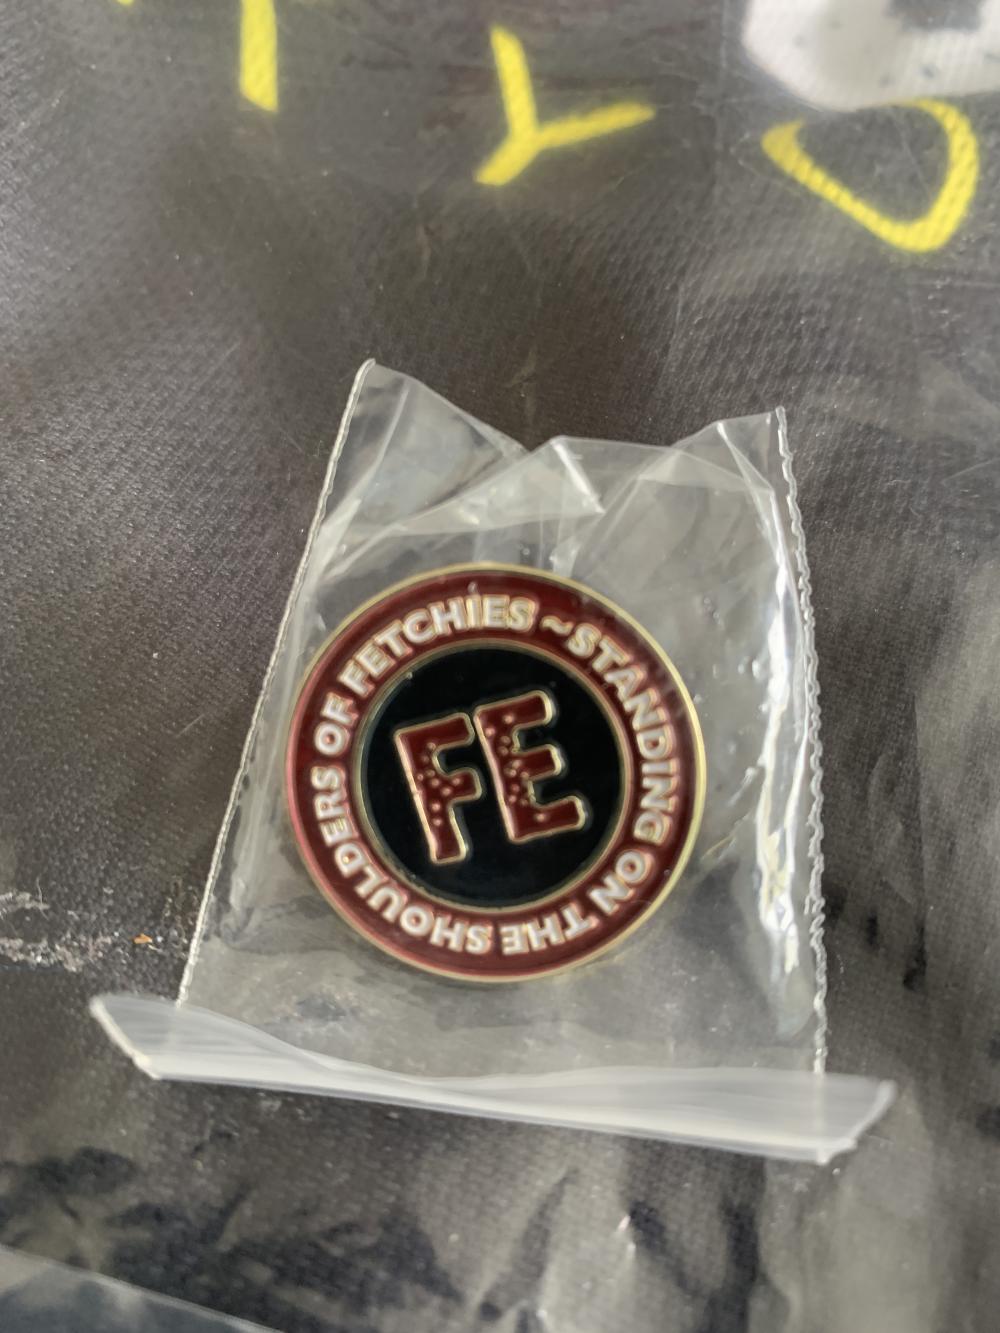 Y
~STANDING ON THE SHOULDERS OF FETCHIES
FE